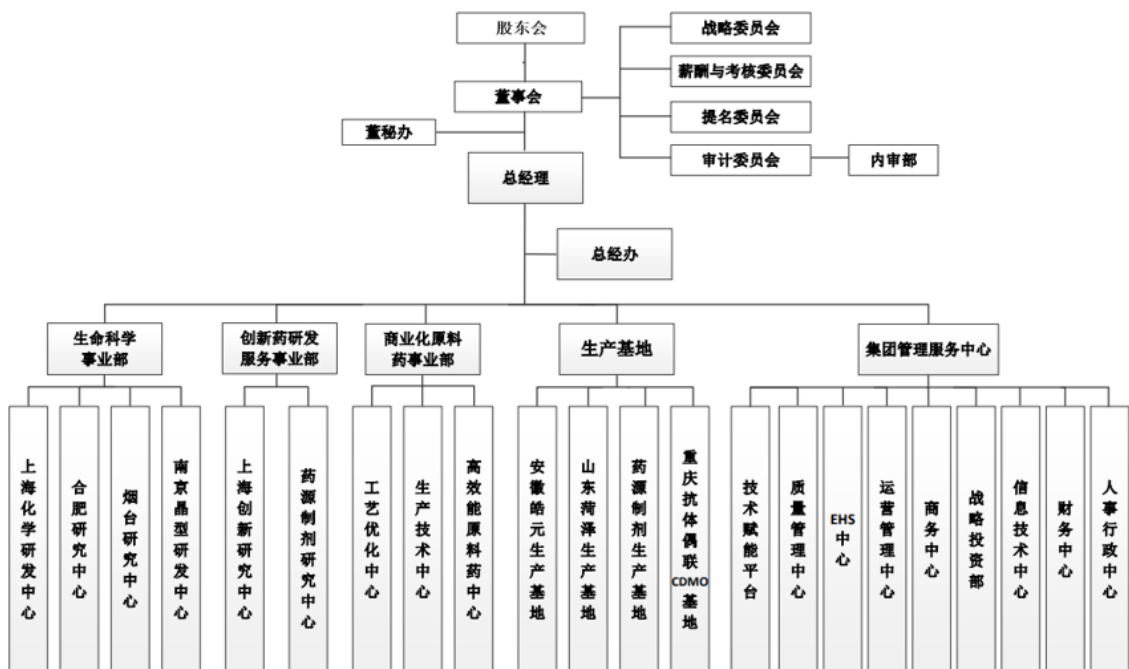 股东会
战略委员会
薪酬与考核委员会
董事会
提名委员会
董秘办
审计委员会
内审部
总经理
总经办
生命科学
事业部
创新药研发
服务事业部
商业化原料
药事业部
生产基地
集团管理服务中心
上海化学研发中心
合肥研究中心
烟台研究中心
南京晶型研发中心
上海创新研究中心
药源制剂研究中心
工艺优化中心
生产技术中心
高效能原料药中心
安徽皓元生产基地
山东菏泽生产基地
药源制剂生产基地
重庆抗体偶联CDMO基地
技术赋能平台
质量管理中心
EHS中心
运营管理中心
商务中心
战略投资部
信息技术中心
财务中心
人事行政中心